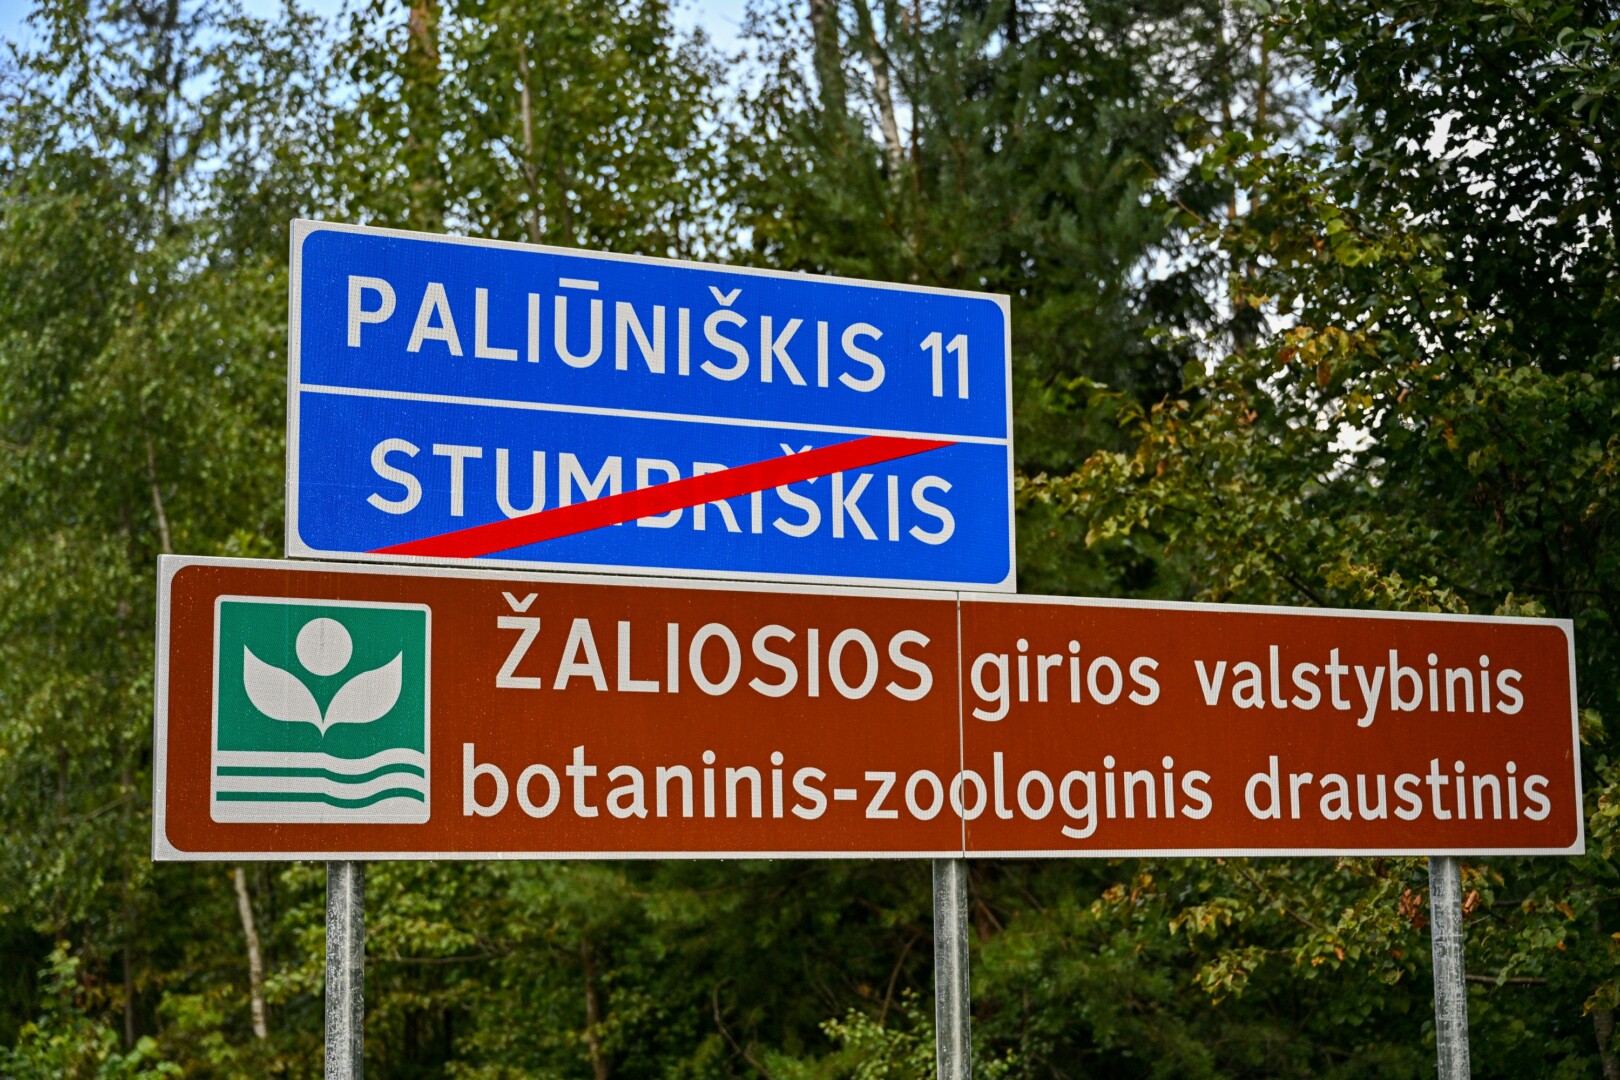 PALIŪNIŠKIS 11
STUMBRIŠKIS
ŽALIOSIOS girios valstybinis
botaninis-zoologinis draustinis